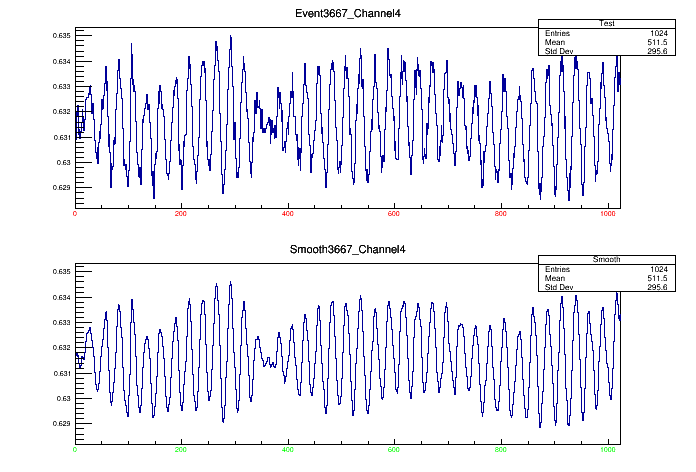 Event3667_Channel4
Test
Entries 1024
Mean 511.5
Std Dev 295.6
0.635
0.634
0.633
0.632
0.631
0.63
0.629
0 200 400 600 800 1000
Smooth3667_Channel4
Smooth
Entries 1024
Mean 511.5
Std Dev 295.6
0.635
0.634
0.633
0.632
0.631
0.63
0.629
0 200 400 600 800 1000